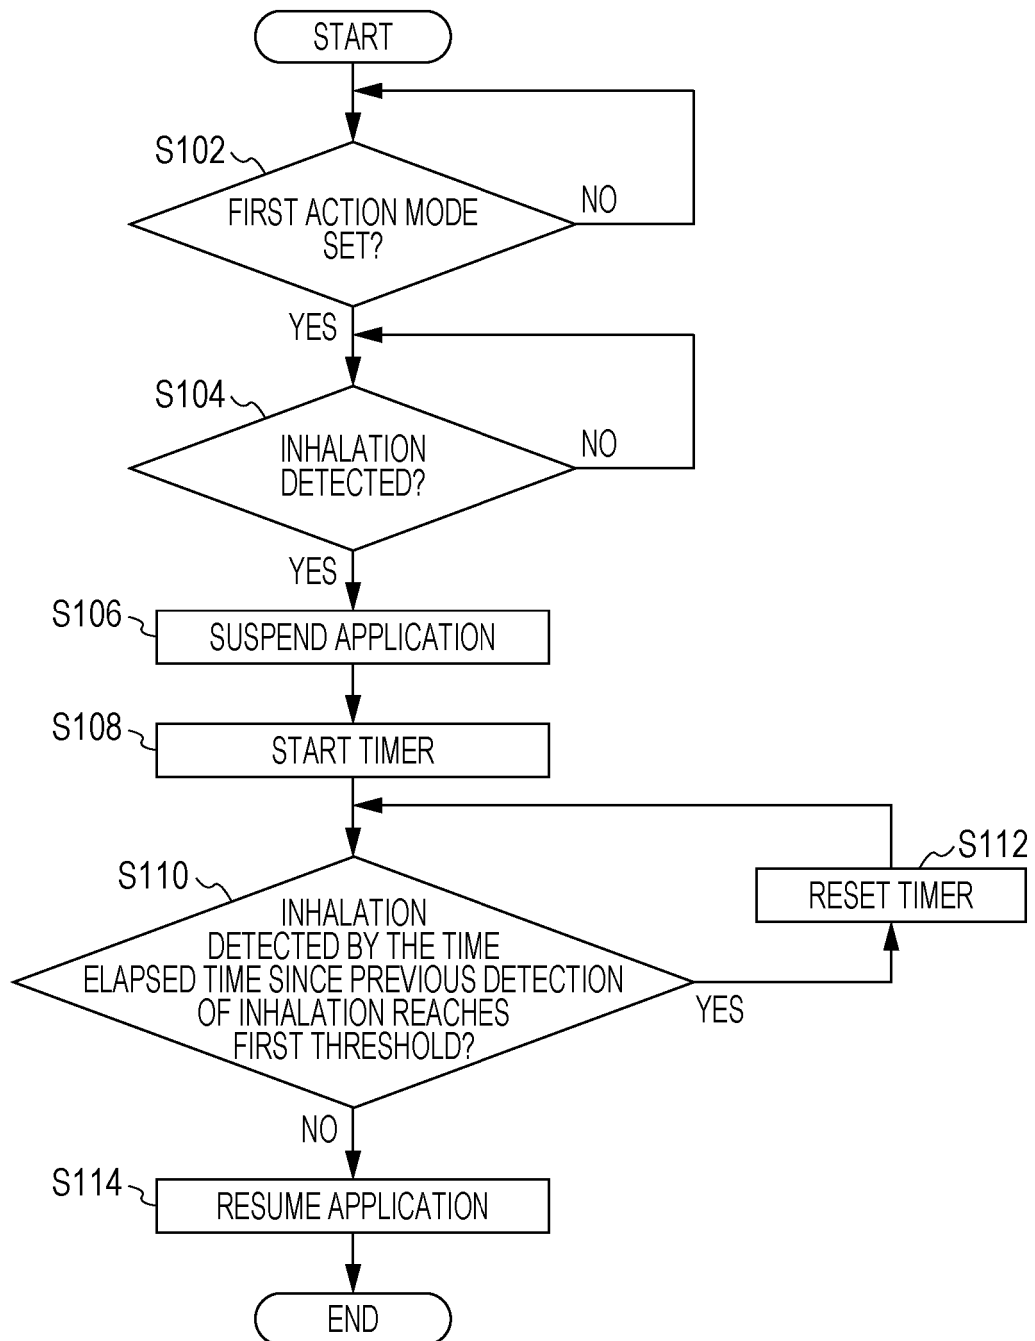 START
S102
FIRST ACTION MODE
SET?
NO
YES
S104
INHALATION
DETECTED?
NO
YES
S106
SUSPEND APPLICATION
S108
START TIMER
S110
INHALATION
DETECTED BY THE TIME
ELAPSED TIME SINCE PREVIOUS DETECTION
OF INHALATION REACHES
FIRST THRESHOLD?
YES
S112
RESET TIMER
NO
S114
RESUME APPLICATION
END